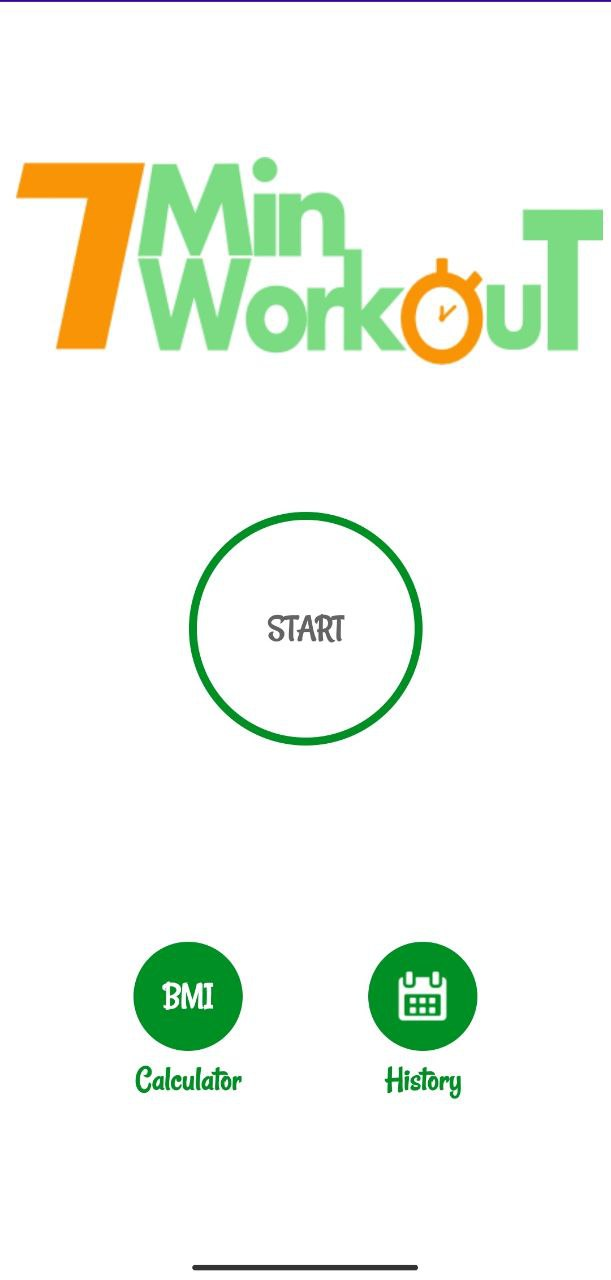 7 Min
Workout
START
BMI
Calculator
History